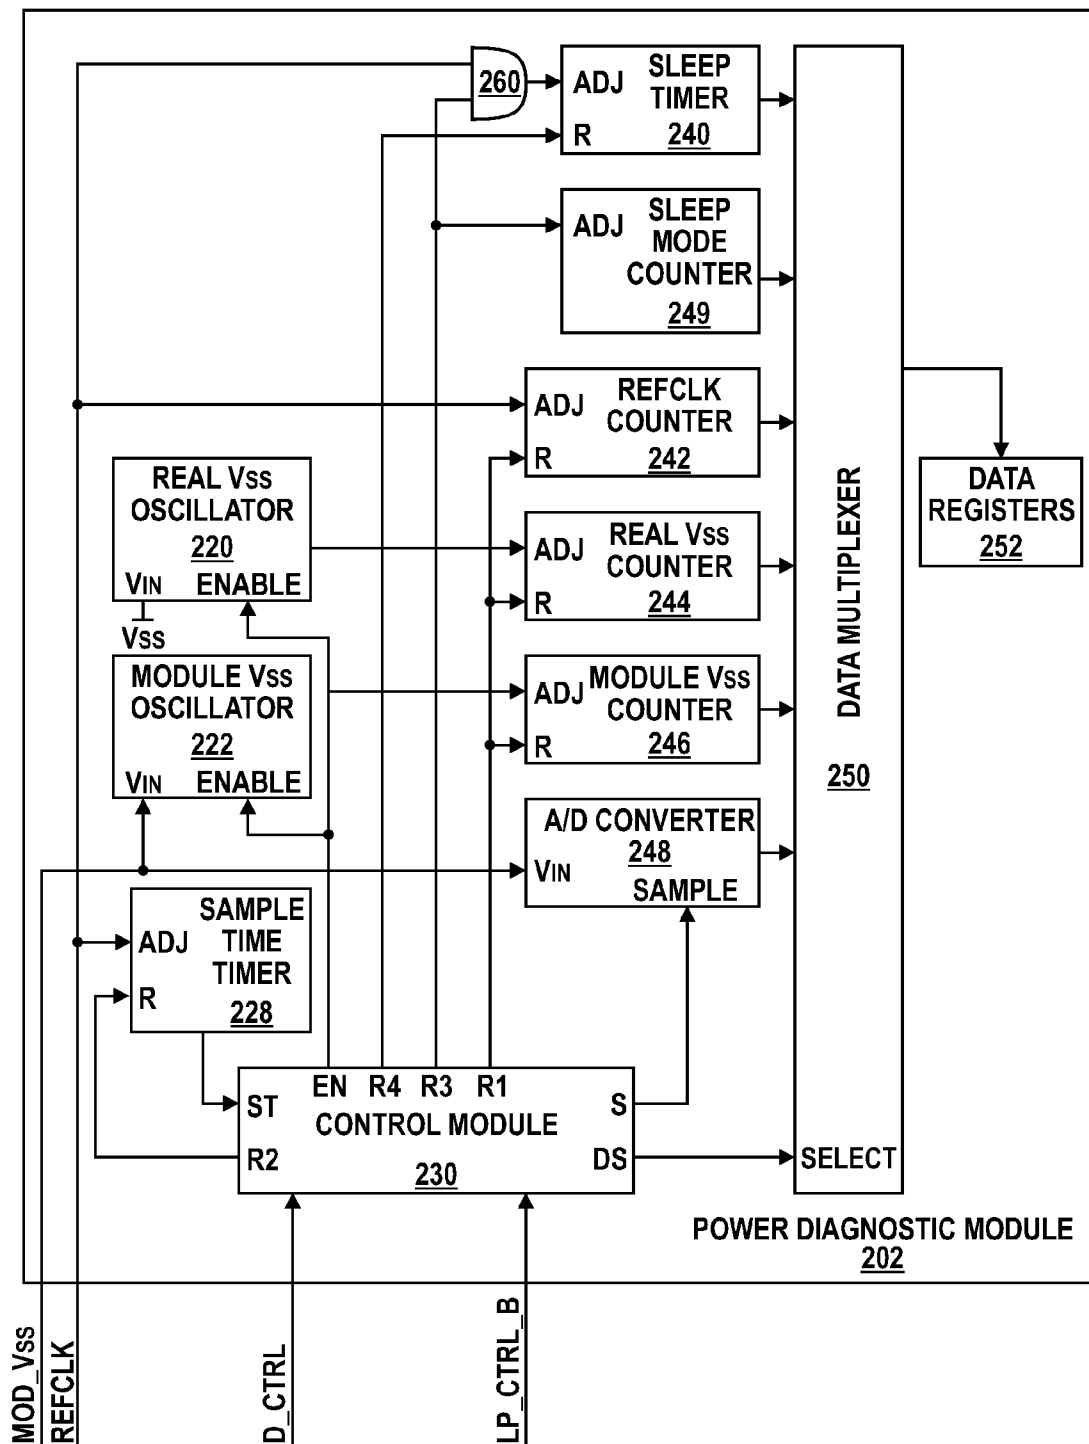 260
ADJ
SLEEP
TIMER
240
R
ADJ
SLEEP
MODE
COUNTER
249
ADJ
REFCLK
COUNTER
242
R
REAL VSS
OSCILLATOR
220
VIN ENABLE
VSS
ADJ
REAL VSS
COUNTER
244
R
MODULE VSS
OSCILLATOR
222
VIN ENABLE
ADJ
MODULE VSS
COUNTER
246
R
A/D CONVERTER
248
VIN
SAMPLE
DATA MULTIPLEXER
250
SELECT
DATA
REGISTERS
252
SAMPLE
TIME
TIMER
228
ADJ
R
EN R4 R3 R1
ST
S
CONTROL MODULE
R2
DS
230
POWER DIAGNOSTIC MODULE
202
MOD_VSS
REFCLK
D_CTRL
LP_CTRL_B